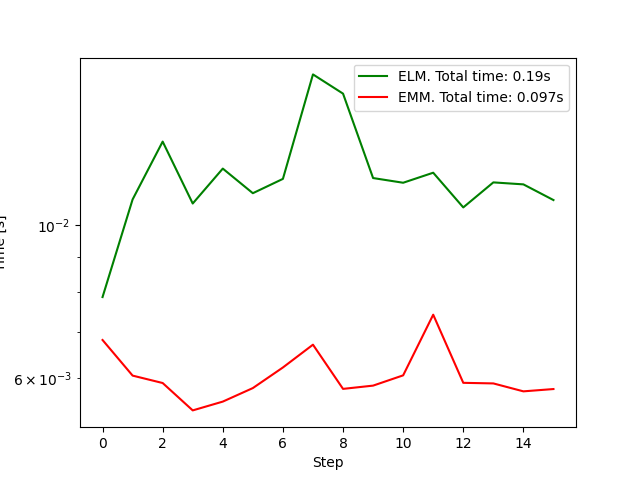 ELM. Total time: 0.19s
EMM. Total time: 0.097s
10⁻²
6 × 10⁻³
[s]
0 2 4 6 8 10 12 14
Step